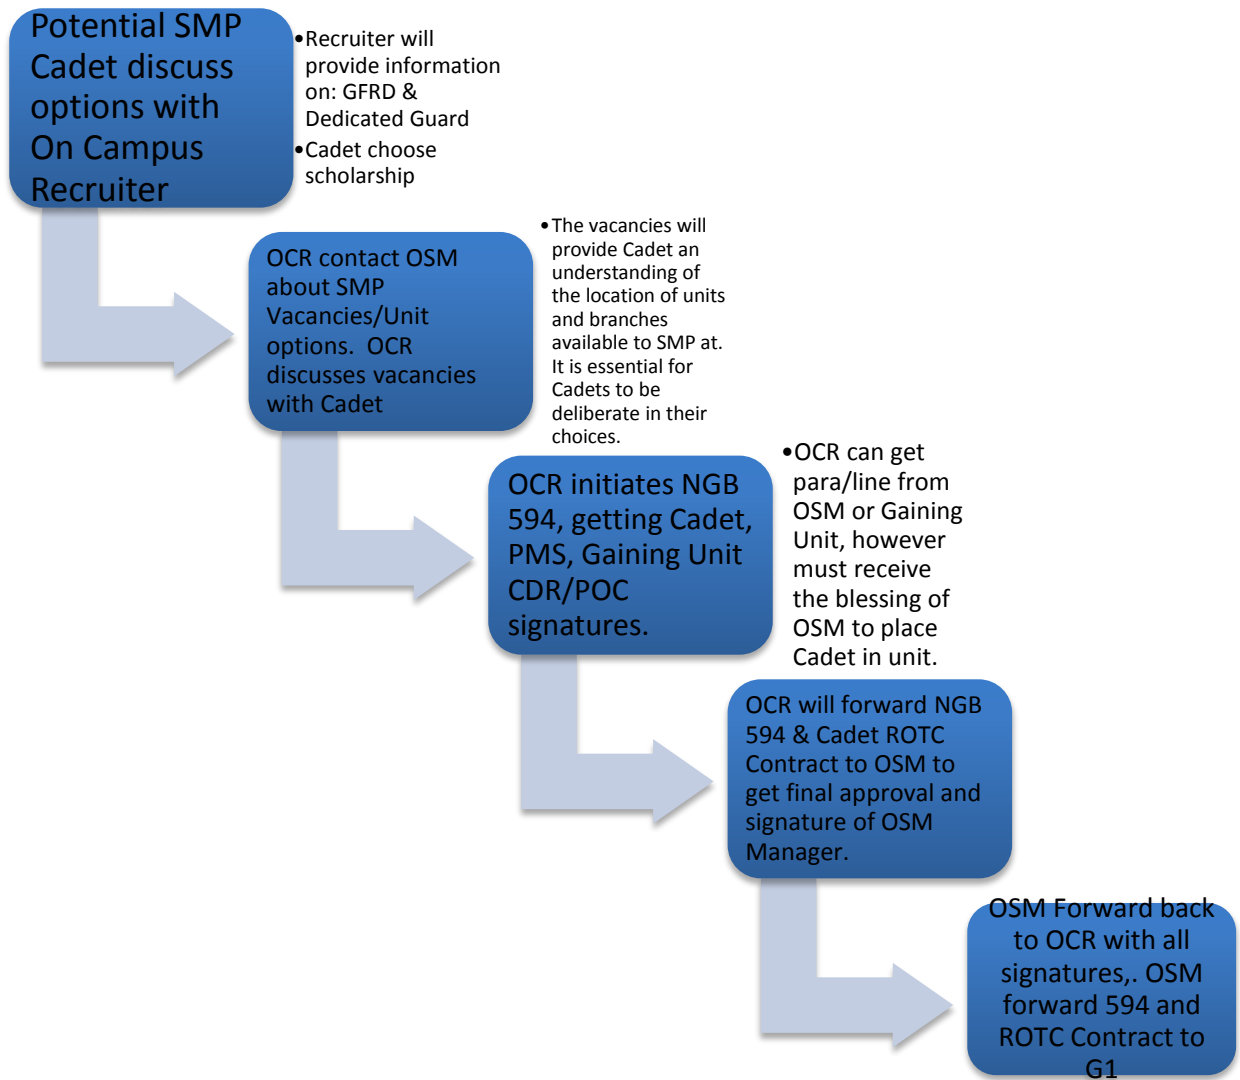 Potential SMP
Cadet discuss
options with
On Campus
Recruiter
•Recruiter will
provide information
on: GFRD &
Dedicated Guard
•Cadet choose
scholarship
OCR contact OSM
about SMP
Vacancies/Unit
options.  OCR
discusses vacancies
with Cadet
•The vacancies will
provide Cadet an
understanding of
the location of units
and branches
available to SMP at.
It is essential for
Cadets to be
deliberate in their
choices.
OCR initiates NGB
594, getting Cadet,
PMS, Gaining Unit
CDR/POC
signatures.
•OCR can get
para/line from
OSM or Gaining
Unit, however
must receive
the blessing of
OSM to place
Cadet in unit.
OCR will forward NGB
594 & Cadet ROTC
Contract to OSM to
get final approval and
signature of OSM
Manager.
OSM Forward back
to OCR with all
signatures,. OSM
forward 594 and
ROTC Contract to
G1